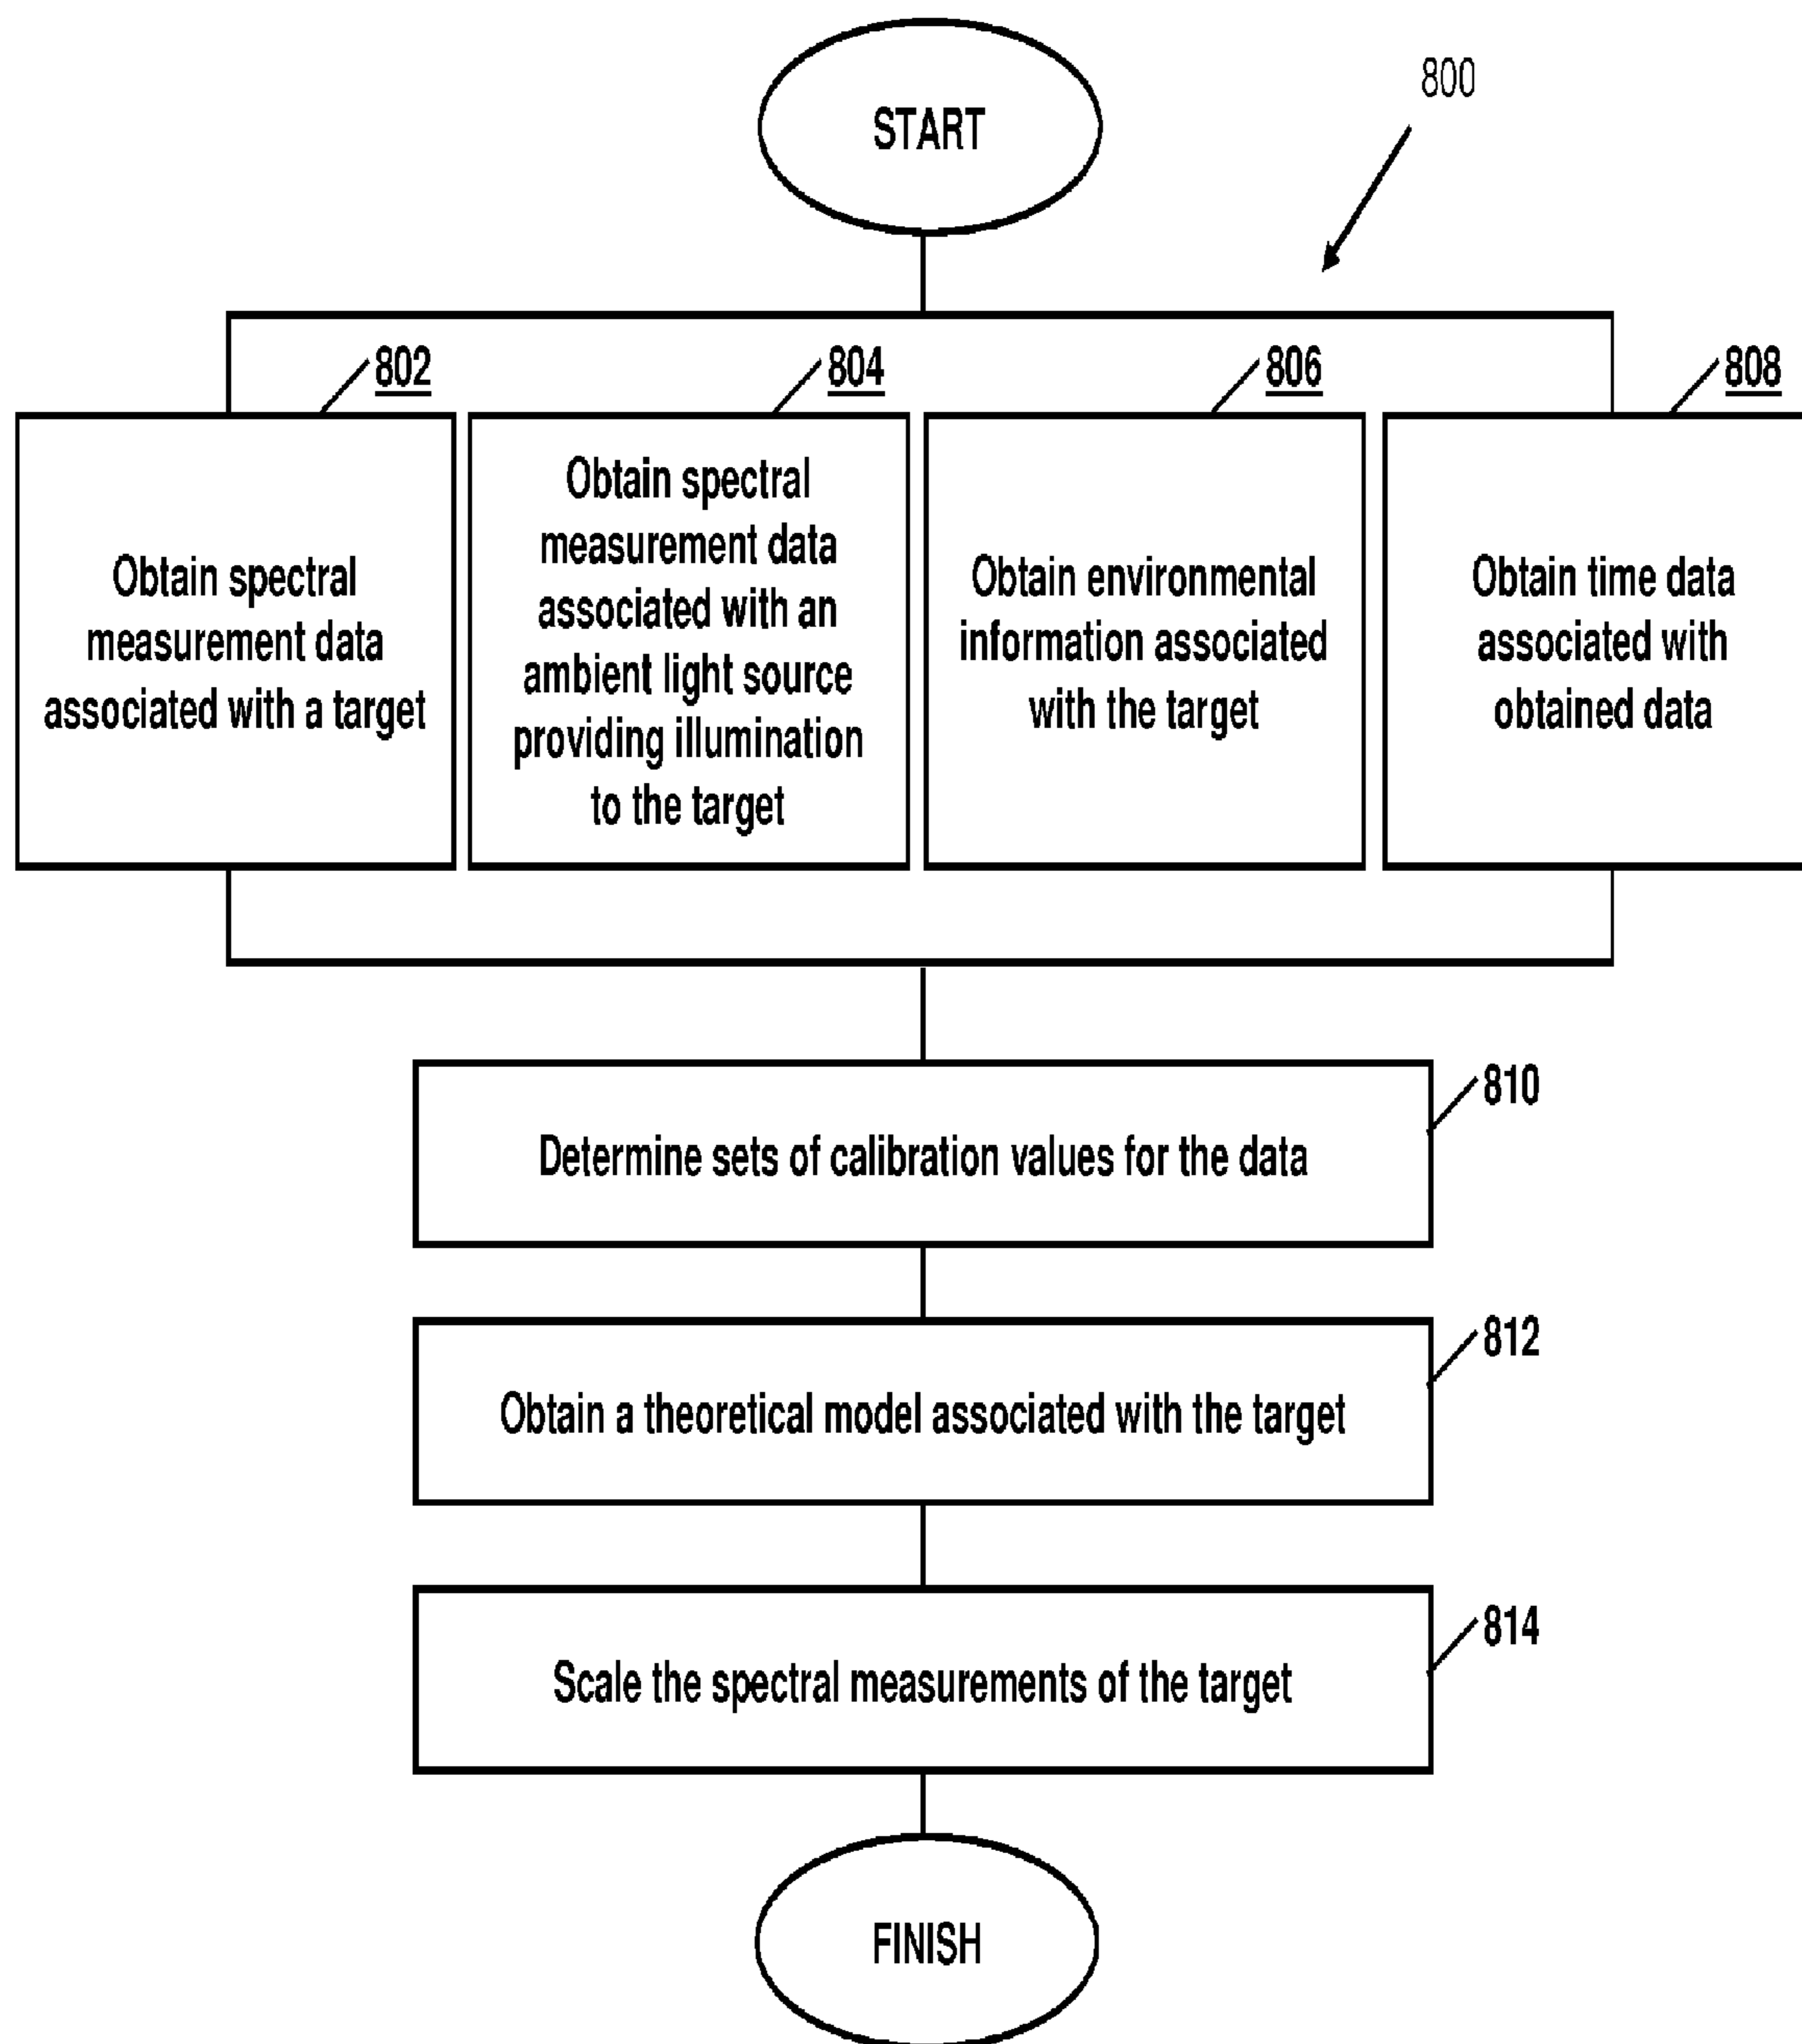 START
800
802
Obtain spectral
measurement data
associated with a target
804
Obtain spectral
measurement data
associated with an
ambient light source
providing illumination
to the target
806
Obtain environmental
information associated
with the target
808
Obtain time data
associated with
obtained data
810
Determine sets of calibration values for the data
812
Obtain a theoretical model associated with the target
814
Scale the spectral measurements of the target
FINISH